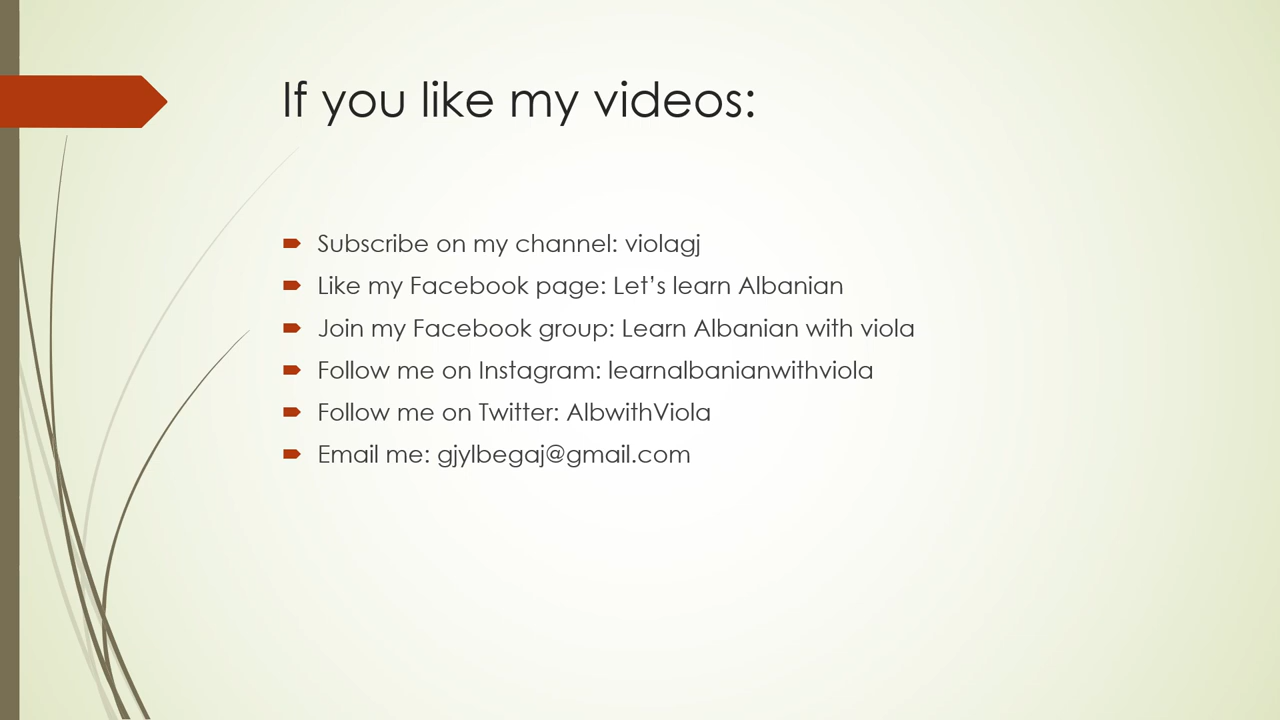 If you like my videos:
Subscribe on my channel: violagj
Like my Facebook page: Let’s learn Albanian
Join my Facebook group: Learn Albanian with viola
Follow me on Instagram: learnalbanianwithviola
Follow me on Twitter: AlbwithViola
Email me: gjylbegaj@gmail.com